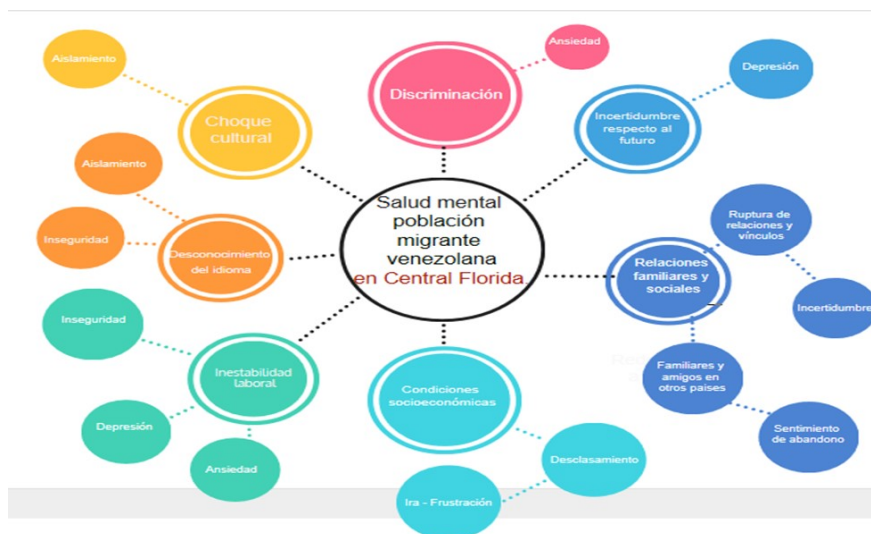 Aislamiento
Choque
cultural
Discriminación
Ansiedad
Incertidumbre
respecto al
futuro
Depresión
Aislamiento
Inseguridad
Desconocimiento
del idioma
Salud mental
población
migrante
venezolana
en Central Florida.
Relaciones
familiares y
sociales
Ruptura de
relaciones y
vínculos
Incertidumbre
Familiares y
amigos en
otros paises
Sentimiento
de abandono
Inseguridad
Inestabilidad
laboral
Depresión
Ansiedad
Condiciones
socioeconómicas
Desclasamiento
Ira - Frustración